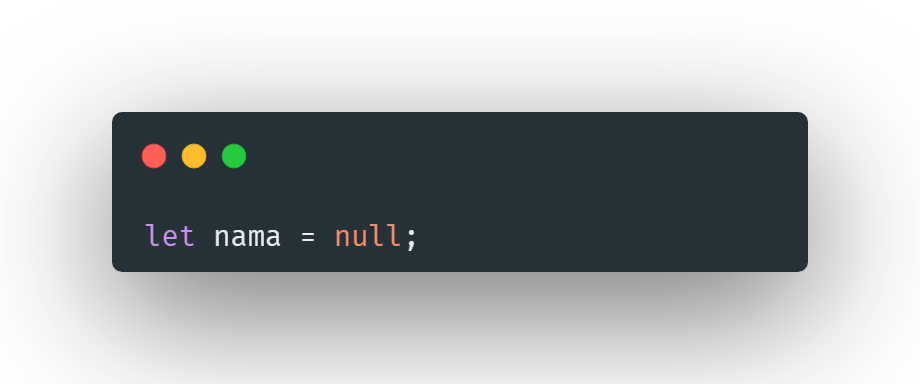 let nama = null;